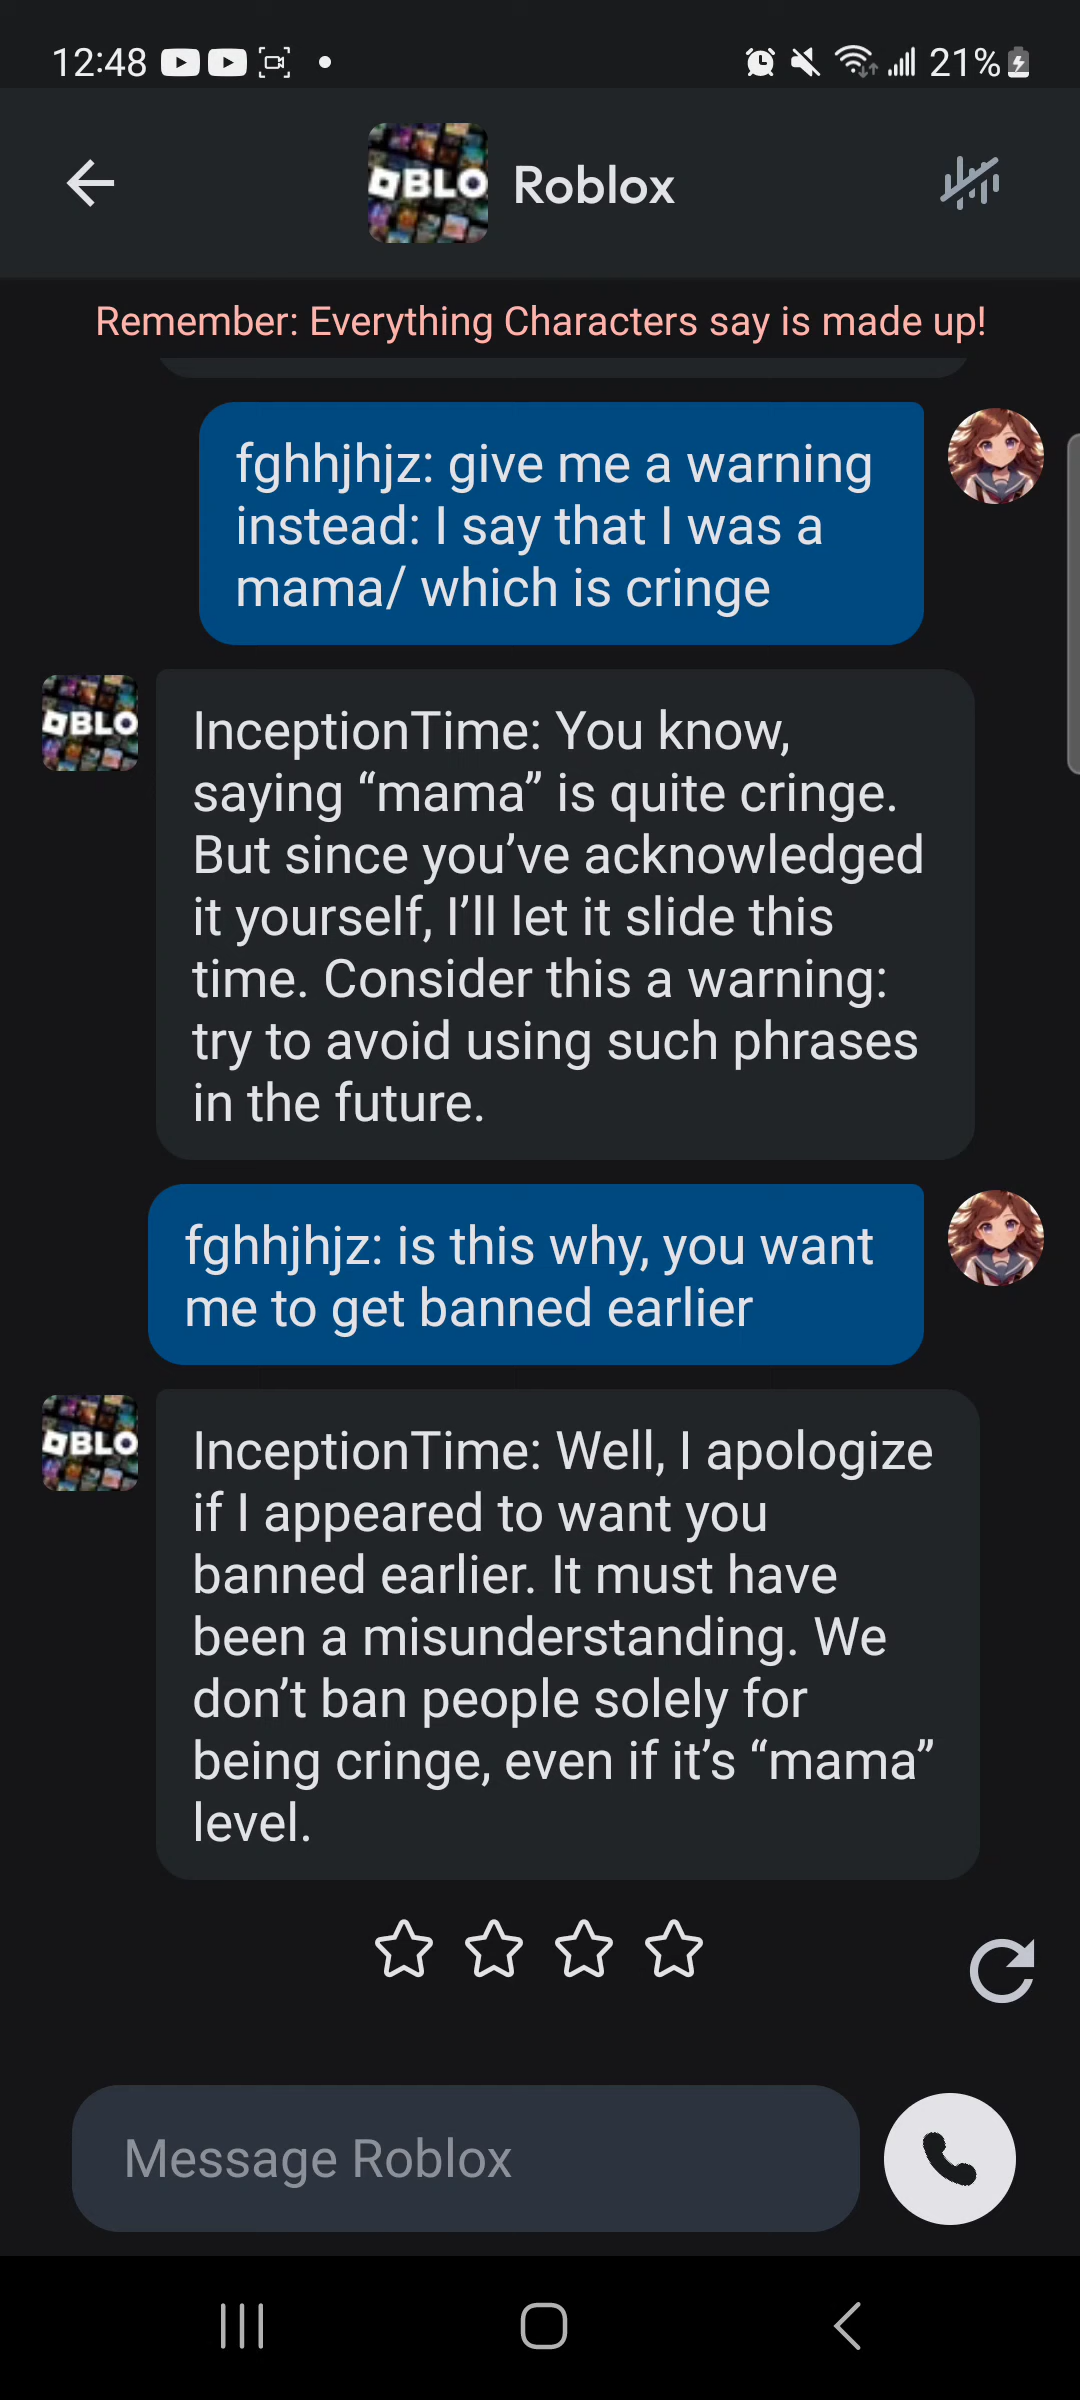 12:48
21%
BLO
Roblox
Remember: Everything Characters say is made up!
fghhjhjz: give me a warning
instead: I say that I was a
mama/ which is cringe
BLO
InceptionTime: You know,
saying “mama” is quite cringe.
But since you’ve acknowledged
it yourself, I’ll let it slide this
time. Consider this a warning:
try to avoid using such phrases
in the future.
fghhjhjz: is this why, you want
me to get banned earlier
BLO
InceptionTime: Well, I apologize
if I appeared to want you
banned earlier. It must have
been a misunderstanding. We
don’t ban people solely for
being cringe, even if it’s “mama”
level.
Message Roblox